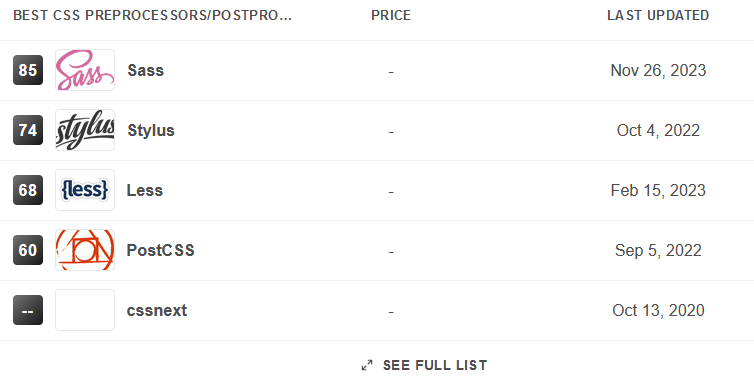 BEST CSS PREPROCESSORS/POSTPRO... PRICE LAST UPDATED
85 Sass Sass - Nov 26, 2023
74 stylus Stylus - Oct 4, 2022
68 {less} Less - Feb 15, 2023
60 PostCSS - Sep 5, 2022
-- cssnext - Oct 13, 2020
SEE FULL LIST